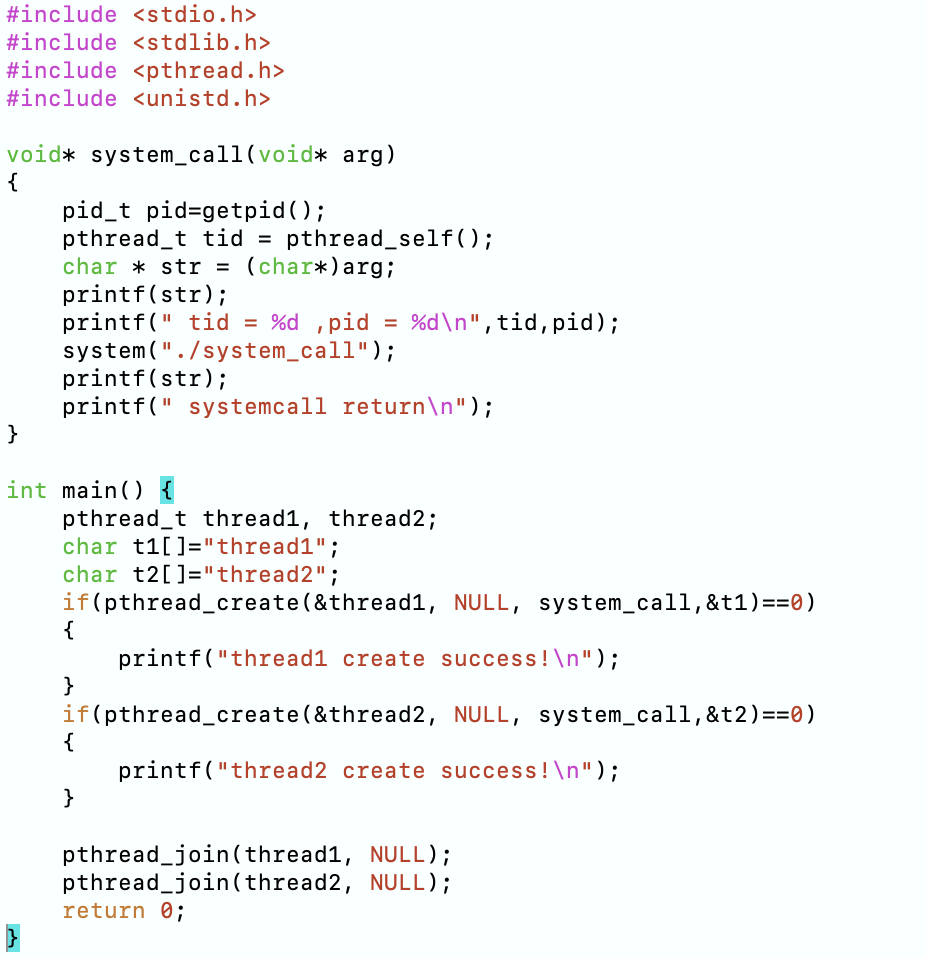 #include <stdio.h>
#include <stdlib.h>
#include <pthread.h>
#include <unistd.h>

void* system_call(void* arg)
{
    pid_t pid=getpid();
    pthread_t tid = pthread_self();
    char * str = (char*)arg;
    printf(str);
    printf(" tid = %d ,pid = %d\n",tid,pid);
    system("./system_call");
    printf(str);
    printf(" systemcall return\n");
}

int main() {
    pthread_t thread1, thread2;
    char t1[]="thread1";
    char t2[]="thread2";
    if(pthread_create(&thread1, NULL, system_call,&t1)==0)
    {
        printf("thread1 create success!\n");
    }
    if(pthread_create(&thread2, NULL, system_call,&t2)==0)
    {
        printf("thread2 create success!\n");
    }

    pthread_join(thread1, NULL);
    pthread_join(thread2, NULL);
    return 0;
}